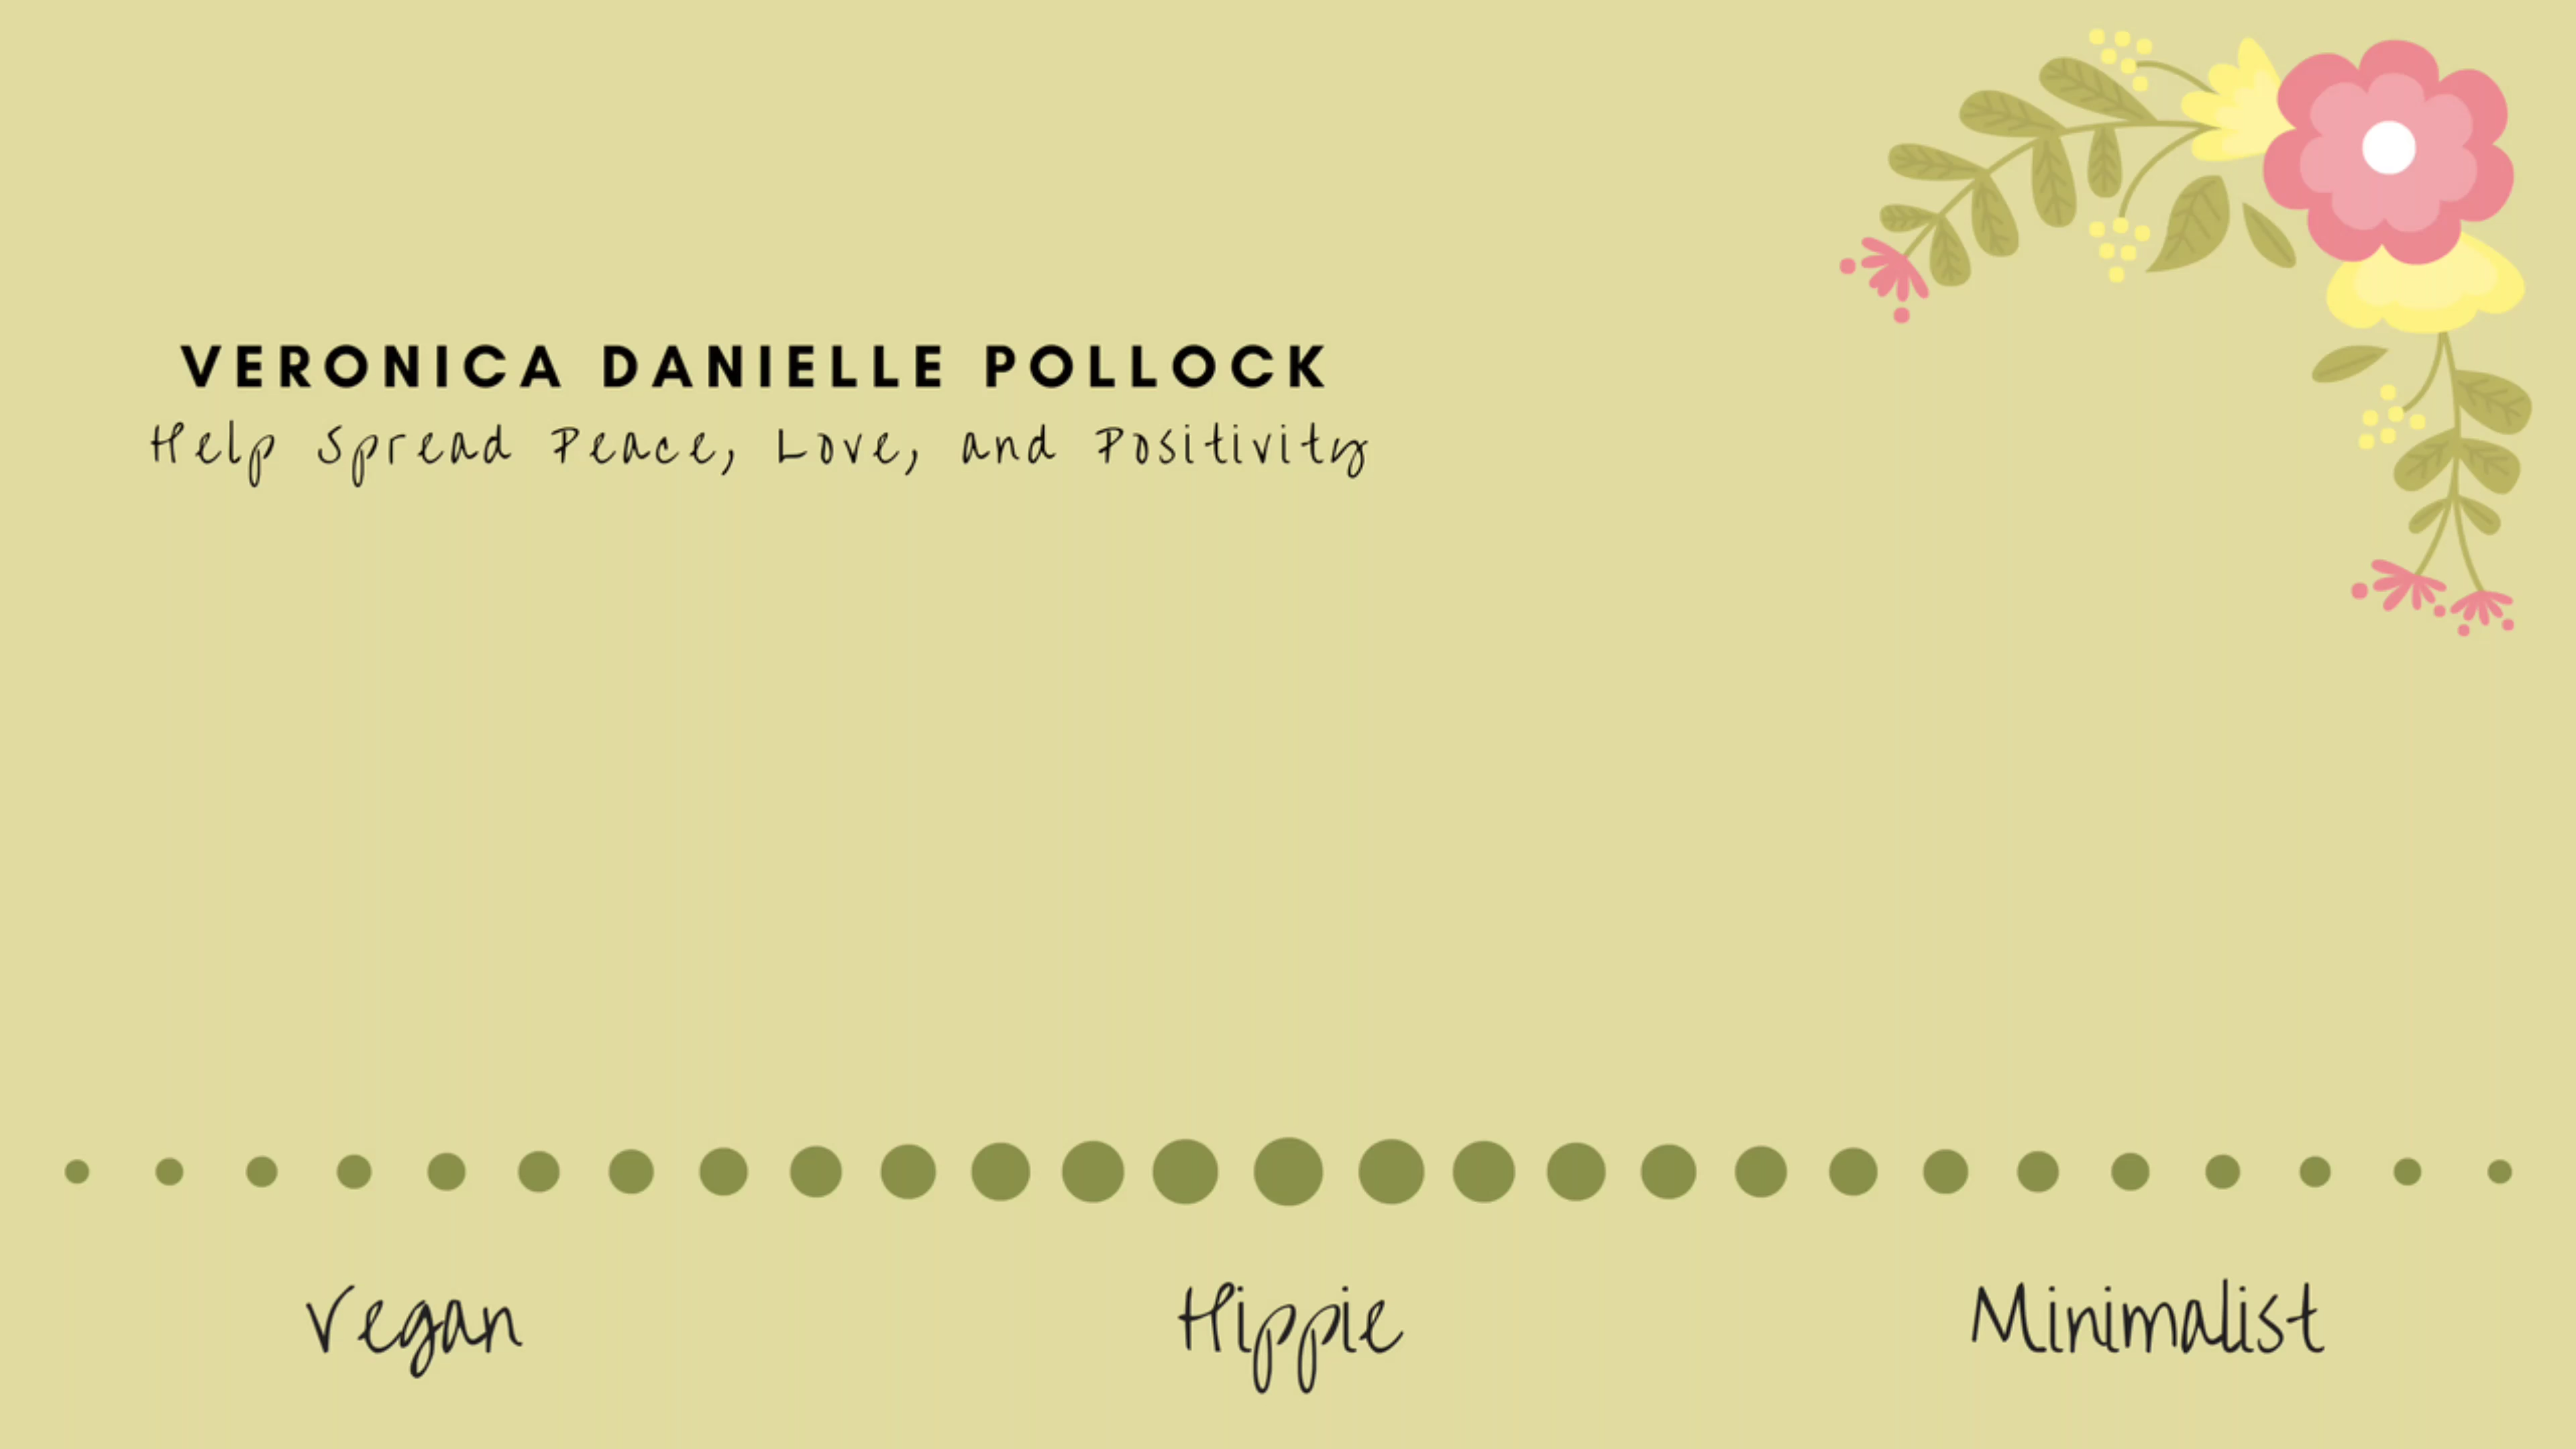 VERONICA DANIELLE POLLOCK
Help Spread Peace, Love, and Positivity
Vegan
Hippie
Minimalist